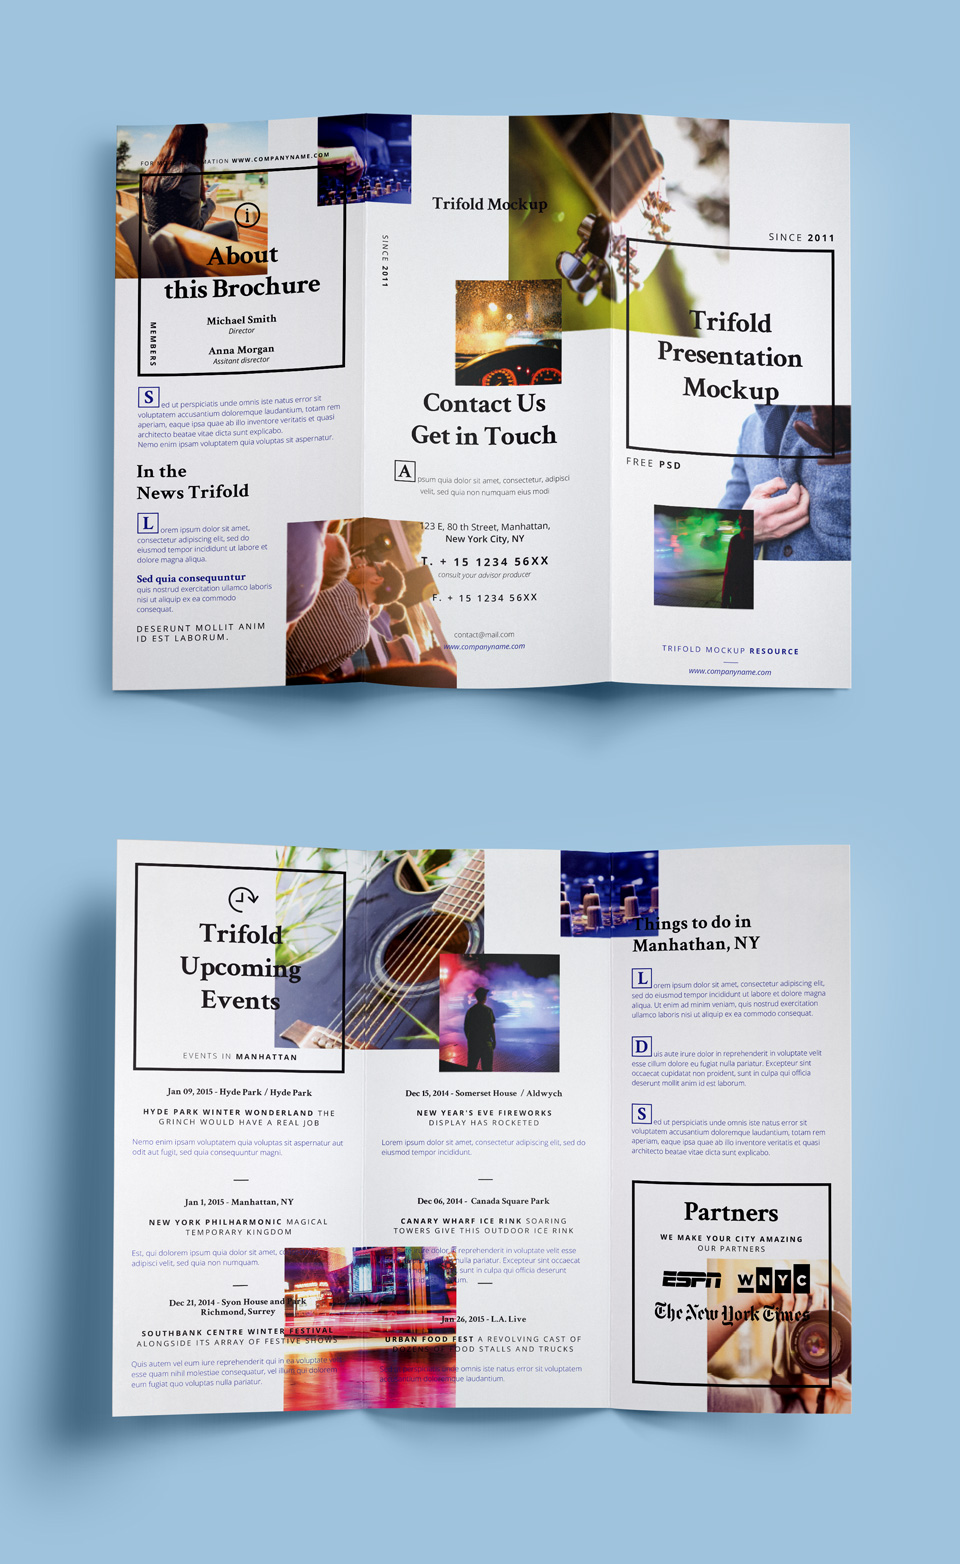 FOR MORE INFORMATION WWW.COMPANYNAME.COM
i
About
this Brochure
Michael Smith
Director
Anna Morgan
Assitant disrector
MEMBERS
Sed ut perspiciatis unde omnis iste natus error sit
voluptatem accusantium doloremque laudantium, totam rem
aperiam, eaque ipsa quae ab illo inventore veritatis et quasi
architecto beatae vitae dicta sunt explicabo.
Nemo enim ipsam voluptatem quia voluptas sit aspernatur.
In the
News Trifold
Lorem ipsum dolor sit amet,
consectetur adipiscing elit, sed do
eiusmod tempor incididunt ut labore et
dolore magna aliqua.
Sed quia consequuntur
quis nostrud exercitation ullamco laboris
nisi ut aliquip ex ea commodo
consequat.
DESERUNT MOLLIT ANIM
ID EST LABORUM.
Trifold Mockup
SINCE 2011
Contact Us
Get in Touch
A ipsum quia dolor sit amet, consectetur, adipisci
velit, sed quia non numquam eius modi
123 E, 80 th Street, Manhattan,
New York City, NY
T. + 15 1234 56XX
consult your advisor producer
F. + 15 1234 56XX
contact@mail.com
www.companyname.com
SINCE 2011
Trifold
Presentation
Mockup
FREE PSD
TRIFOLD MOCKUP RESOURCE
www.companyname.com
Trifold
Upcoming
Events
EVENTS IN MANHATTAN
Jan 09, 2015 - Hyde Park / Hyde Park
HYDE PARK WINTER WONDERLAND THE
GRINCH WOULD HAVE A REAL JOB
Nemo enim ipsam voluptatem quia voluptas sit aspernatur aut
odit aut fugit, sed quia consequuntur magni.
Jan 1, 2015 - Manhattan, NY
NEW YORK PHILHARMONIC MAGICAL
TEMPORARY KINGDOM
Est, qui dolorem ipsum quia dolor sit amet,
adipisci velit, sed quia non numquam.
Dec 21, 2014 - Syon House and Park
Richmond, Surrey
SOUTHBANK CENTRE WINTER FESTIVAL
ALONGSIDE ITS ARRAY OF FESTIVE SHOWS
Quis autem vel eum iure reprehenderit qui in ea voluptate
esse quam nihil molestiae consequatur, vel illum qui dolorem
eum fugiat quo voluptas nulla pariatur.
Dec 15, 2014 - Somerset House / Aldwych
NEW YEAR'S EVE FIREWORKS
DISPLAY HAS ROCKETED
Lorem ipsum dolor sit amet, consectetur adipiscing elit, sed do
eiusmod tempor incididunt.
Dec 06, 2014 - Canada Square Park
CANARY WHARF ICE RINK SOARING
TOWERS GIVE THIS OUTDOOR ICE RINK
irure dolor in reprehenderit in voluptate velit esse
nulla pariatur. Excepteur sint occaecat
sunt in culpa qui officia deserunt
Jan 26, 2015 - L.A. Live
URBAN FOOD FEST A REVOLVING CAST OF
DOZENS OF FOOD STALLS AND TRUCKS
Sed ut perspiciatis unde omnis iste natus error sit voluptatem
accusantium doloremque laudantium.
Things to do in
Manhathan, NY
Lorem ipsum dolor sit amet, consectetur adipiscing elit,
sed do eiusmod tempor incididunt ut labore et dolore magna
aliqua. Ut enim ad minim veniam, quis nostrud exercitation
ullamco laboris nisi ut aliquip ex ea commodo consequat.
Duis aute irure dolor in reprehenderit in voluptate velit
esse cillum dolore eu fugiat nulla pariatur. Excepteur sint
occaecat cupidatat non proident, sunt in culpa qui officia
deserunt mollit anim id est laborum.
Sed ut perspiciatis unde omnis iste natus error sit
voluptatem accusantium doloremque laudantium, totam rem
aperiam, eaque ipsa quae ab illo inventore veritatis et quasi
architecto beatae vitae dicta sunt explicabo.
Partners
WE MAKE YOUR CITY AMAZING
OUR PARTNERS
ESPN WNYC
The New York Times